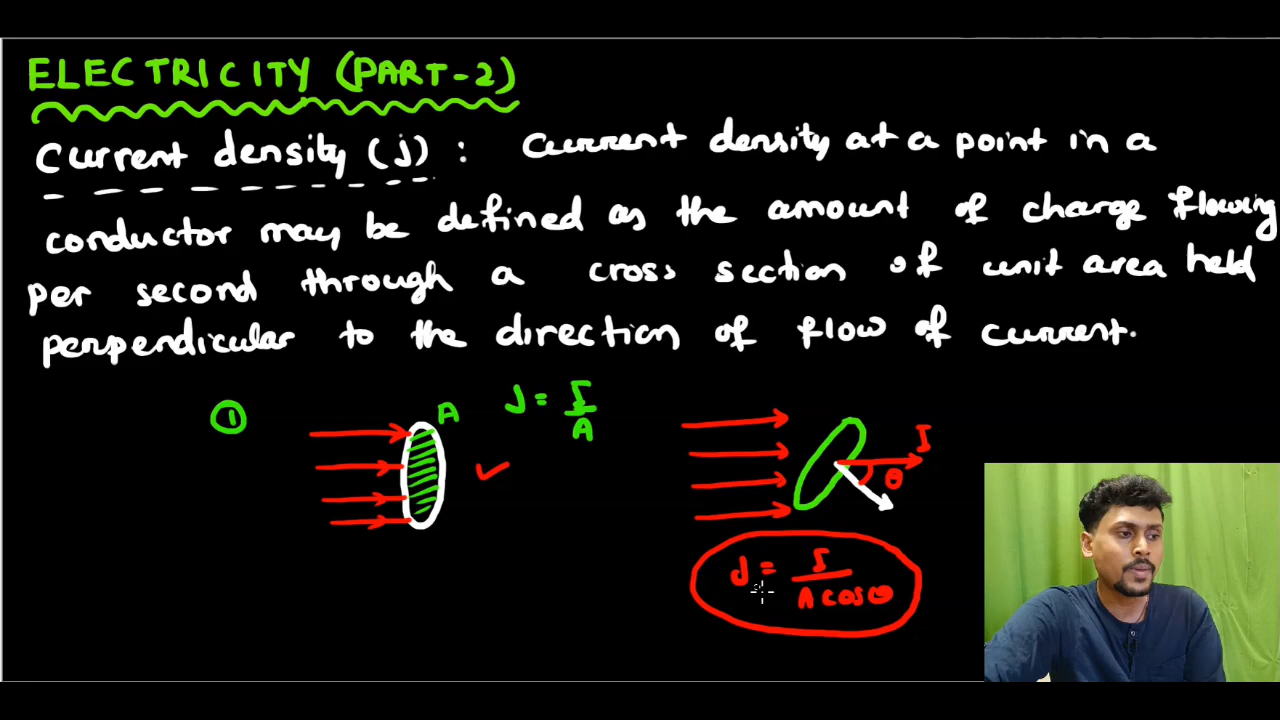 ELECTRICITY (PART-2)
Current density (j) : Current density at a point in a
conductor may be defined as the amount of charge flowing
per second through a cross section of unit area held
perpendicular to the direction of flow of current.
① A J = I/A I
θ
J = I/A cosθ